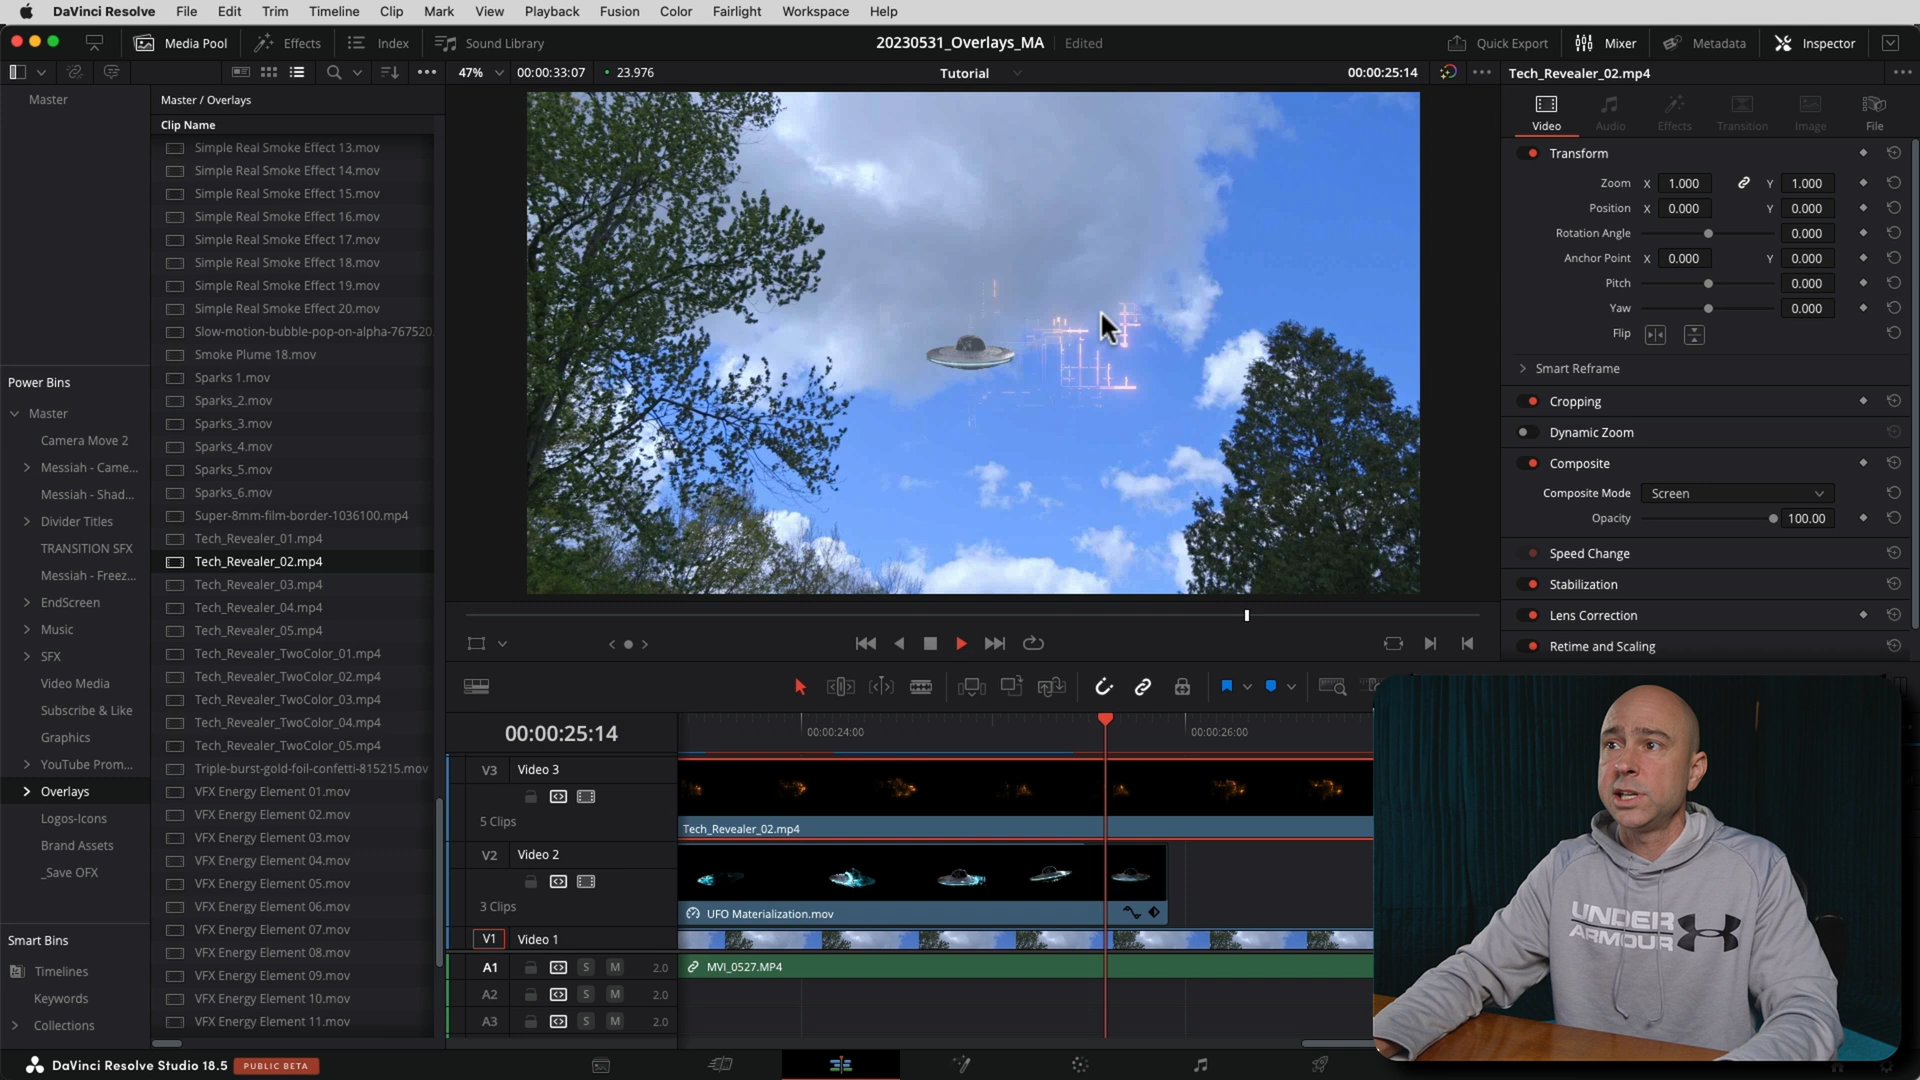 DaVinci Resolve File Edit Trim Timeline Clip Mark View Playback Fusion Color Fairlight Workspace Help
Media Pool Effects Index Sound Library 20230531_Overlays_MA Edited Quick Export Mixer Metadata Inspector
47% 00:00:33:07 23.976 Tutorial 00:00:25:14 Tech_Revealer_02.mp4
Master
Master / Overlays
Clip Name
Simple Real Smoke Effect 13.mov
Simple Real Smoke Effect 14.mov
Simple Real Smoke Effect 15.mov
Simple Real Smoke Effect 16.mov
Simple Real Smoke Effect 17.mov
Simple Real Smoke Effect 18.mov
Simple Real Smoke Effect 19.mov
Simple Real Smoke Effect 20.mov
Slow-motion-bubble-pop-on-alpha-767520
Smoke Plume 18.mov
Sparks 1.mov
Sparks_2.mov
Sparks_3.mov
Sparks_4.mov
Sparks_5.mov
Sparks_6.mov
Super-8mm-film-border-1036100.mp4
Tech_Revealer_01.mp4
Tech_Revealer_02.mp4
Tech_Revealer_03.mp4
Tech_Revealer_04.mp4
Tech_Revealer_05.mp4
Tech_Revealer_TwoColor_01.mp4
Tech_Revealer_TwoColor_02.mp4
Tech_Revealer_TwoColor_03.mp4
Tech_Revealer_TwoColor_04.mp4
Tech_Revealer_TwoColor_05.mp4
Triple-burst-gold-foil-confetti-815215.mov
VFX Energy Element 01.mov
VFX Energy Element 02.mov
VFX Energy Element 03.mov
VFX Energy Element 04.mov
VFX Energy Element 05.mov
VFX Energy Element 06.mov
VFX Energy Element 07.mov
VFX Energy Element 08.mov
VFX Energy Element 09.mov
VFX Energy Element 10.mov
VFX Energy Element 11.mov
Power Bins
Master
Camera Move 2
Messiah - Came...
Messiah - Shad...
Divider Titles
TRANSITION SFX
Messiah - Freez...
EndScreen
Music
SFX
Video Media
Subscribe & Like
Graphics
YouTube Prom...
Overlays
Logos-Icons
Brand Assets
_Save OFX
Smart Bins
Timelines
Keywords
Collections
Video Audio Effects Transition Image File
Transform
Zoom X 1.000 Y 1.000
Position X 0.000 Y 0.000
Rotation Angle 0.000
Anchor Point X 0.000 Y 0.000
Pitch 0.000
Yaw 0.000
Flip
Smart Reframe
Cropping
Dynamic Zoom
Composite
Composite Mode Screen
Opacity 100.00
Speed Change
Stabilization
Lens Correction
Retime and Scaling
00:00:25:14
00:00:24:00 00:00:26:00
V3 Video 3
5 Clips
Tech_Revealer_02.mp4
V2 Video 2
3 Clips
UFO Materialization.mov
V1 Video 1
A1 S M 2.0 MVI_0527.MP4
A2 S M 2.0
A3 S M 2.0
UNDER
ARMOUR
DaVinci Resolve Studio 18.5 PUBLIC BETA